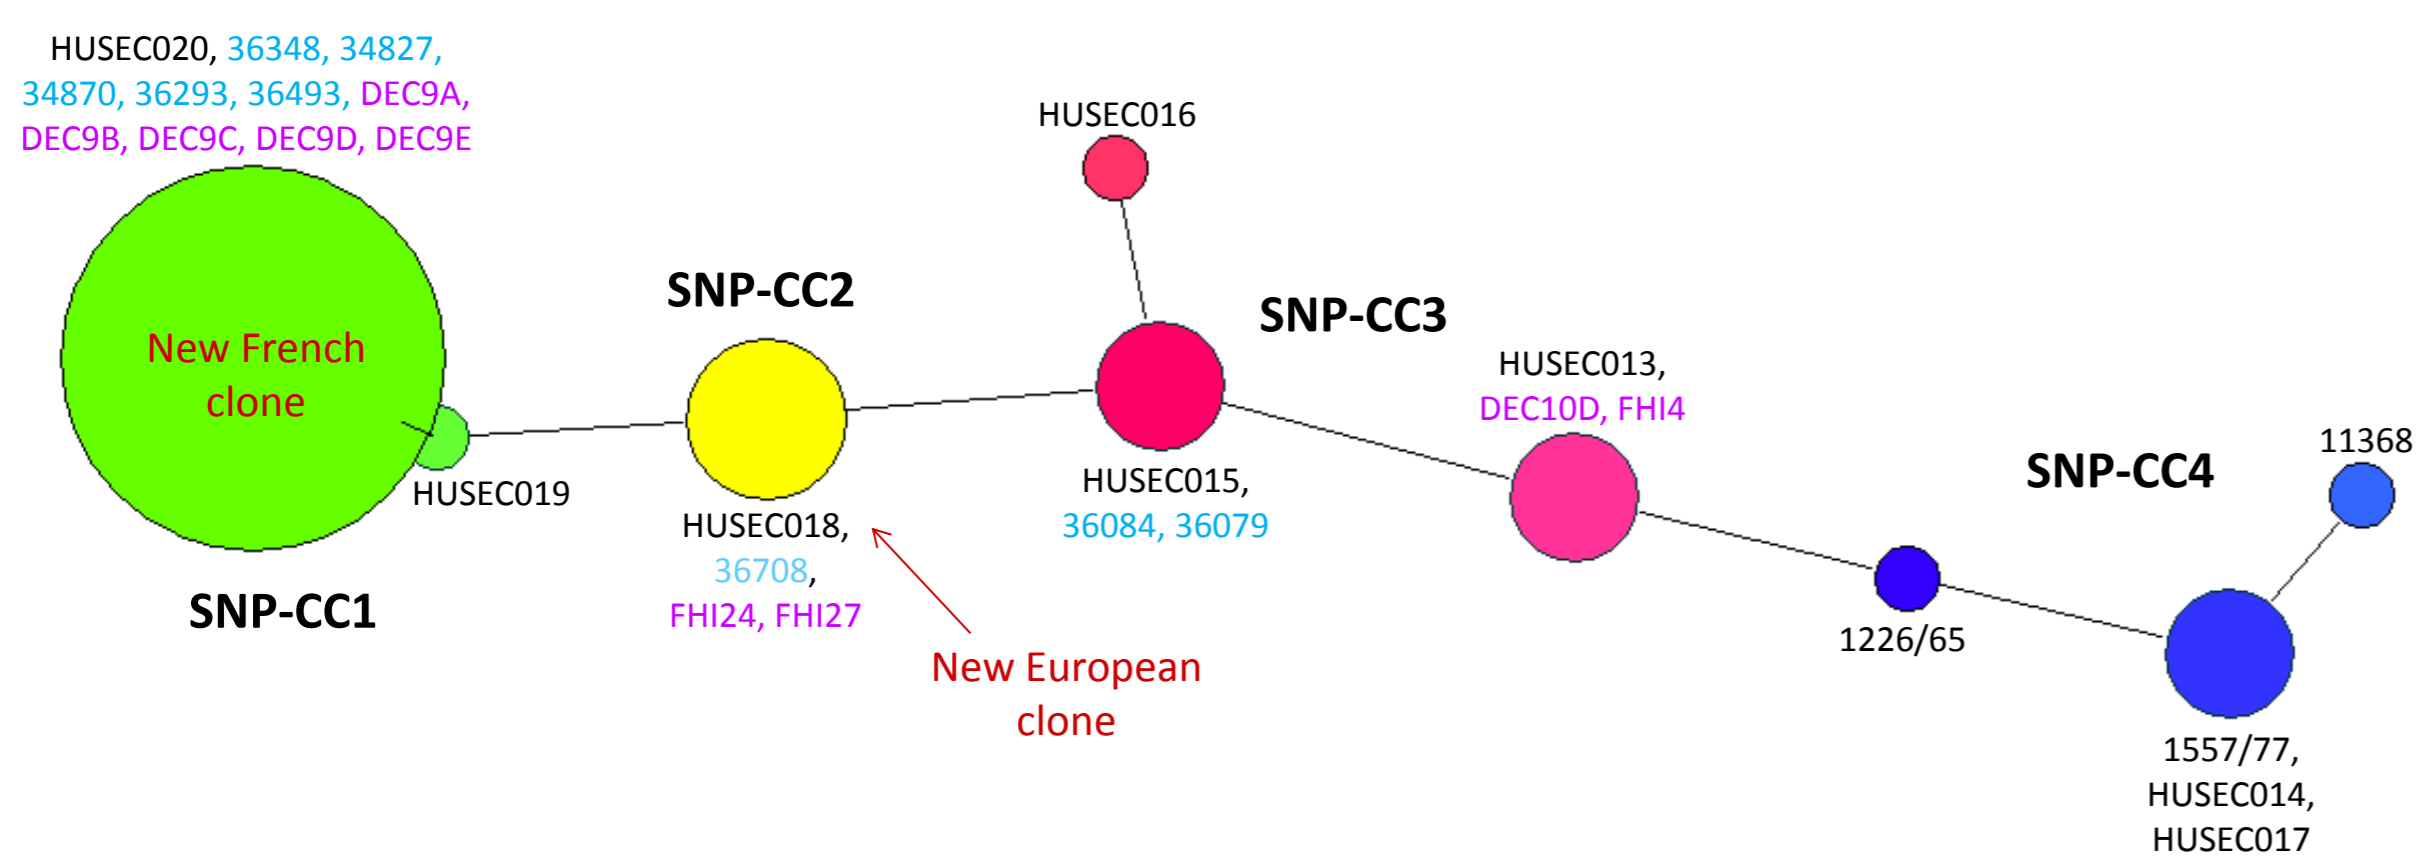 HUSEC020, 36348, 34827,
34870, 36293, 36493, DEC9A,
DEC9B, DEC9C, DEC9D, DEC9E
New French
clone
SNP-CC1
HUSEC019
SNP-CC2
HUSEC018,
36708,
FHI24, FHI27
New European
clone
HUSEC016
SNP-CC3
HUSEC015,
36084, 36079
HUSEC013,
DEC10D, FHI4
SNP-CC4
1226/65
11368
1557/77,
HUSEC014,
HUSEC017